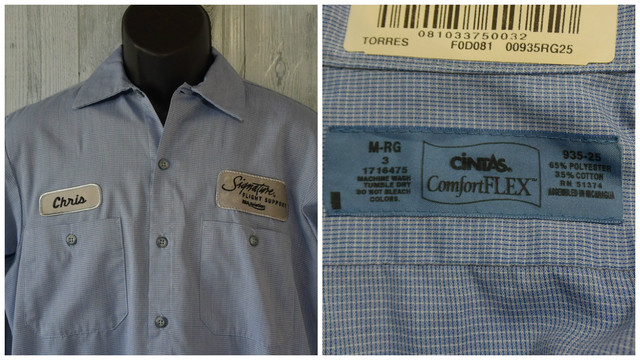 Chris
Signature
FLIGHT SUPPORT
081033750032
TORRES F0D081 00935RG25
M-RG
3
1716475
MACHINE WASH
TUMBLE DRY
DO NOT BLEACH
COLORS.
CINTAS®
ComfortFLEX™
935-25
65% POLYESTER
35% COTTON
RN 51374
ASSEMBLED IN NICARAGUA